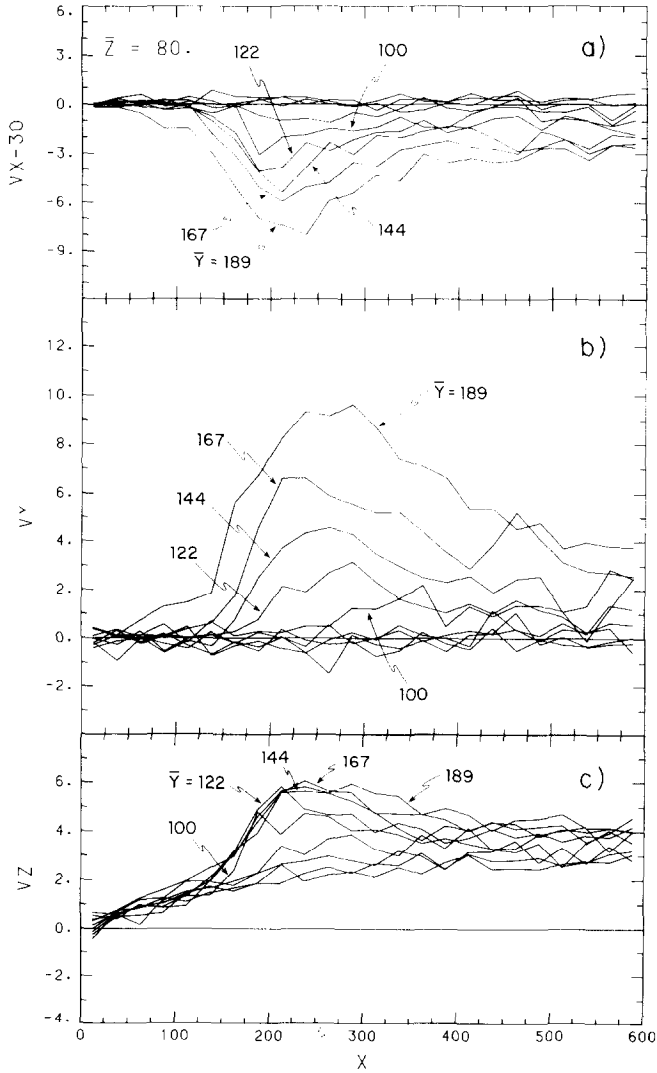 6.
Z̄ = 80.
122
100
a)
3.
0.
VX-30
-3.
-6.
167
144
Ȳ = 189
-9.
12.
b)
10.
Ȳ = 189
8.
167
6.
144
VY
4.
122
2.
0.
100
-2.
144
167
6.
Ȳ = 122
189
c)
4.
100
VZ
2.
0.
-2.
-4.
0 100 200 300 400 500 600
X